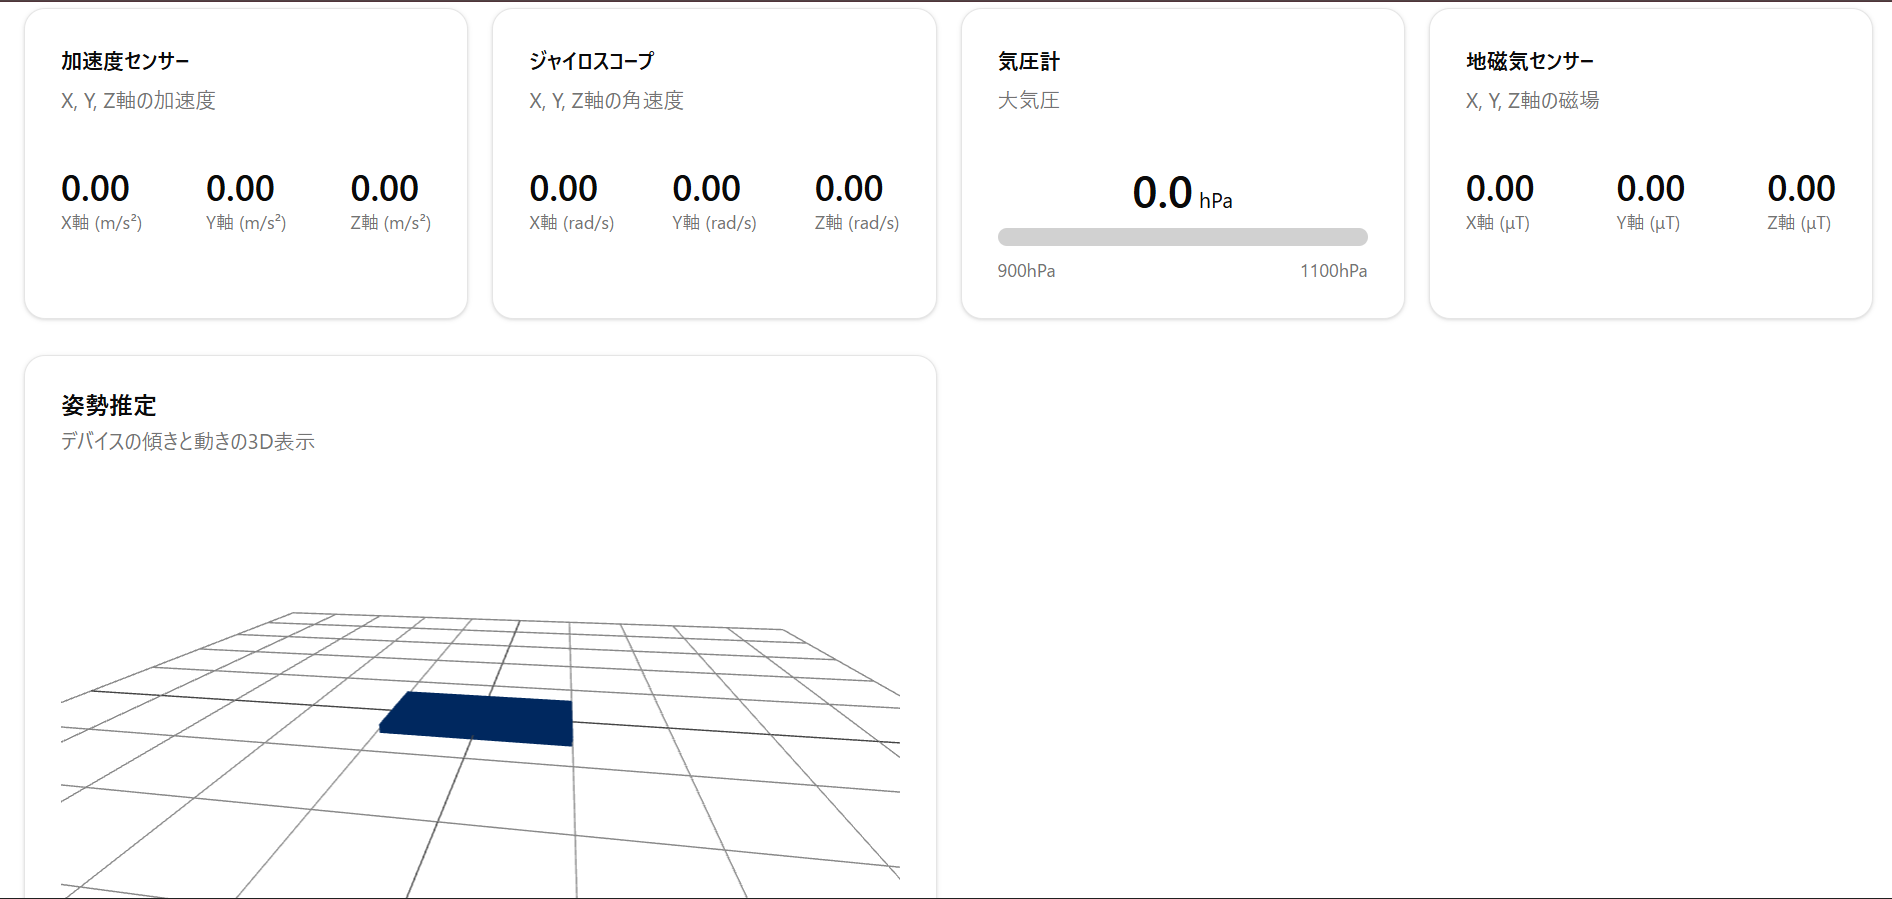 加速度センサー
X, Y, Z軸の加速度
0.00 0.00 0.00
X軸 (m/s²) Y軸 (m/s²) Z軸 (m/s²)
ジャイロスコープ
X, Y, Z軸の角速度
0.00 0.00 0.00
X軸 (rad/s) Y軸 (rad/s) Z軸 (rad/s)
気圧計
大気圧
0.0 hPa
900hPa 1100hPa
地磁気センサー
X, Y, Z軸の磁場
0.00 0.00 0.00
X軸 (μT) Y軸 (μT) Z軸 (μT)
姿勢推定
デバイスの傾きと動きの3D表示